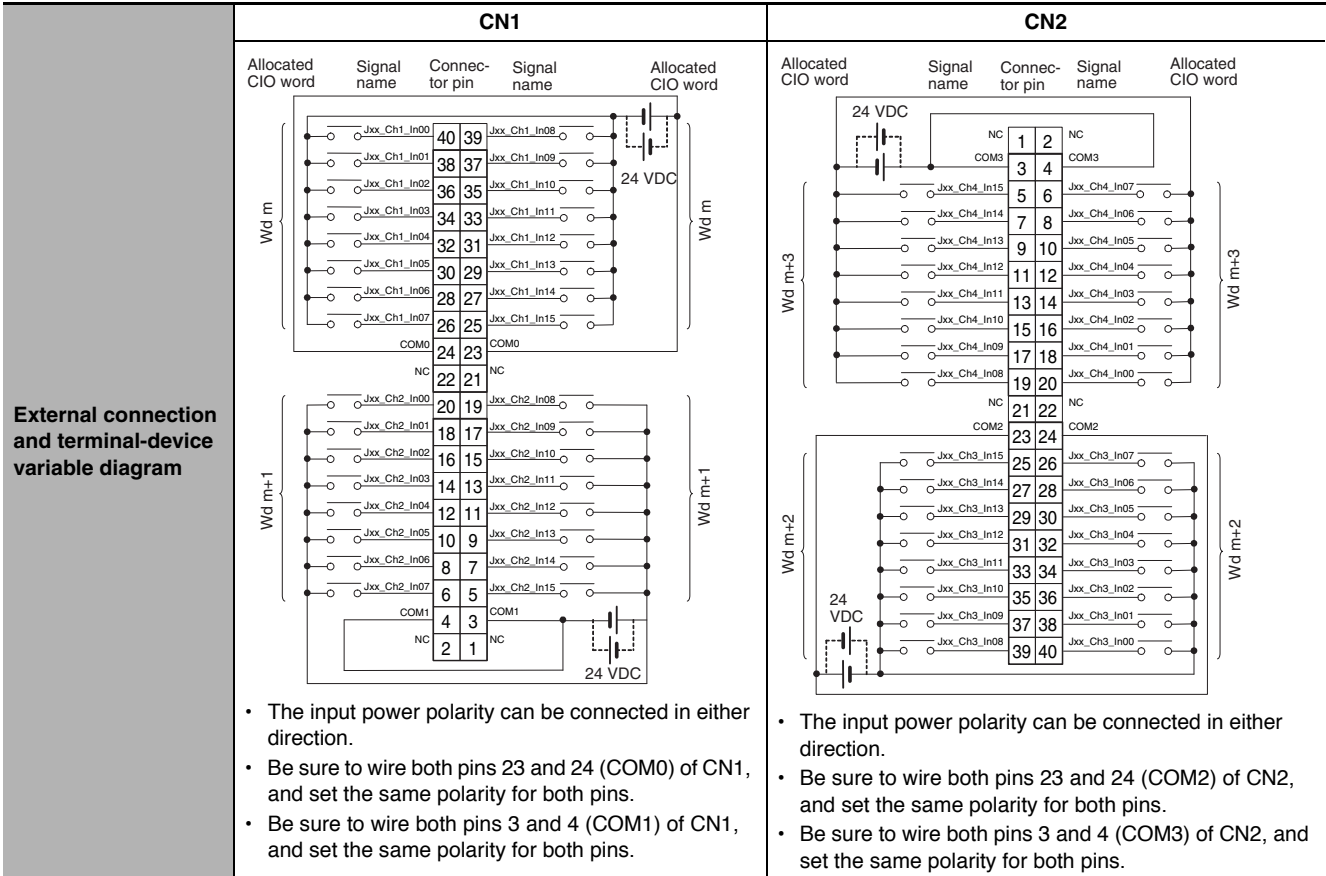 CN1
CN2
External connection
and terminal-device
variable diagram
Allocated
CIO word
Signal
name
Connec-
tor pin
Signal
name
Allocated
CIO word
24 VDC
Wd m
Wd m
Jxx_Ch1_In00 40 39 Jxx_Ch1_In08
Jxx_Ch1_In01 38 37 Jxx_Ch1_In09
Jxx_Ch1_In02 36 35 Jxx_Ch1_In10
Jxx_Ch1_In03 34 33 Jxx_Ch1_In11
Jxx_Ch1_In04 32 31 Jxx_Ch1_In12
Jxx_Ch1_In05 30 29 Jxx_Ch1_In13
Jxx_Ch1_In06 28 27 Jxx_Ch1_In14
Jxx_Ch1_In07 26 25 Jxx_Ch1_In15
COM0 24 23 COM0
NC 22 21 NC
Wd m+1
Wd m+1
Jxx_Ch2_In00 20 19 Jxx_Ch2_In08
Jxx_Ch2_In01 18 17 Jxx_Ch2_In09
Jxx_Ch2_In02 16 15 Jxx_Ch2_In10
Jxx_Ch2_In03 14 13 Jxx_Ch2_In11
Jxx_Ch2_In04 12 11 Jxx_Ch2_In12
Jxx_Ch2_In05 10 9 Jxx_Ch2_In13
Jxx_Ch2_In06 8 7 Jxx_Ch2_In14
Jxx_Ch2_In07 6 5 Jxx_Ch2_In15
COM1 4 3 COM1
NC 2 1 NC
24 VDC
• The input power polarity can be connected in either
direction.
• Be sure to wire both pins 23 and 24 (COM0) of CN1,
and set the same polarity for both pins.
• Be sure to wire both pins 3 and 4 (COM1) of CN1,
and set the same polarity for both pins.
Allocated
CIO word
Signal
name
Connec-
tor pin
Signal
name
Allocated
CIO word
24 VDC
NC 1 2 NC
COM3 3 4 COM3
Wd m+3
Wd m+3
Jxx_Ch4_In15 5 6 Jxx_Ch4_In07
Jxx_Ch4_In14 7 8 Jxx_Ch4_In06
Jxx_Ch4_In13 9 10 Jxx_Ch4_In05
Jxx_Ch4_In12 11 12 Jxx_Ch4_In04
Jxx_Ch4_In11 13 14 Jxx_Ch4_In03
Jxx_Ch4_In10 15 16 Jxx_Ch4_In02
Jxx_Ch4_In09 17 18 Jxx_Ch4_In01
Jxx_Ch4_In08 19 20 Jxx_Ch4_In00
NC 21 22 NC
COM2 23 24 COM2
Wd m+2
Wd m+2
Jxx_Ch3_In15 25 26 Jxx_Ch3_In07
Jxx_Ch3_In14 27 28 Jxx_Ch3_In06
Jxx_Ch3_In13 29 30 Jxx_Ch3_In05
Jxx_Ch3_In12 31 32 Jxx_Ch3_In04
Jxx_Ch3_In11 33 34 Jxx_Ch3_In03
Jxx_Ch3_In10 35 36 Jxx_Ch3_In02
Jxx_Ch3_In09 37 38 Jxx_Ch3_In01
Jxx_Ch3_In08 39 40 Jxx_Ch3_In00
24
VDC
• The input power polarity can be connected in either
direction.
• Be sure to wire both pins 23 and 24 (COM2) of CN2,
and set the same polarity for both pins.
• Be sure to wire both pins 3 and 4 (COM3) of CN2, and
set the same polarity for both pins.